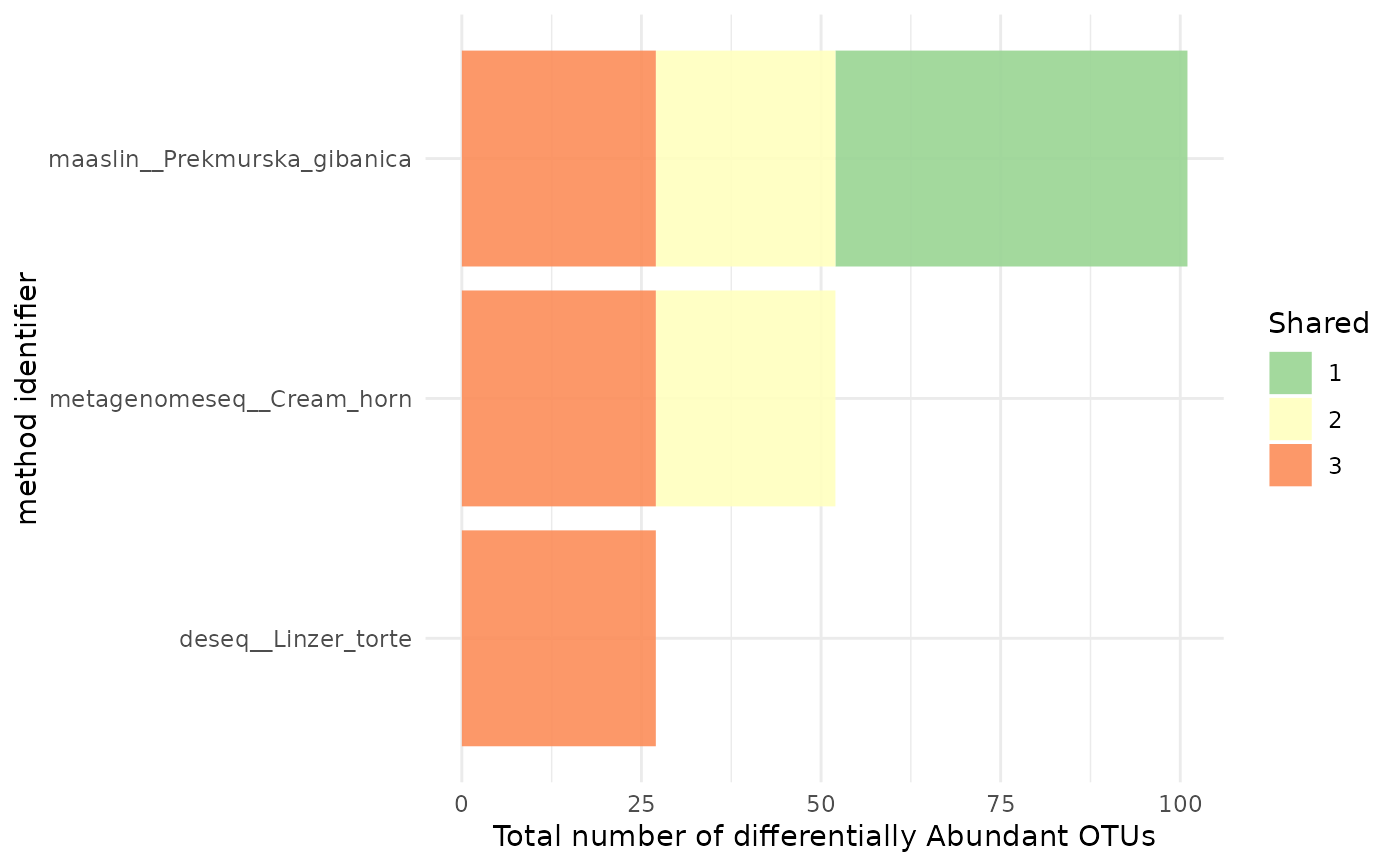 maaslin__Prekmurska_gibanica
metagenomeseq__Cream_horn
deseq__Linzer_torte
method identifier
0 25 50 75 100
Total number of differentially Abundant OTUs
Shared
1
2
3